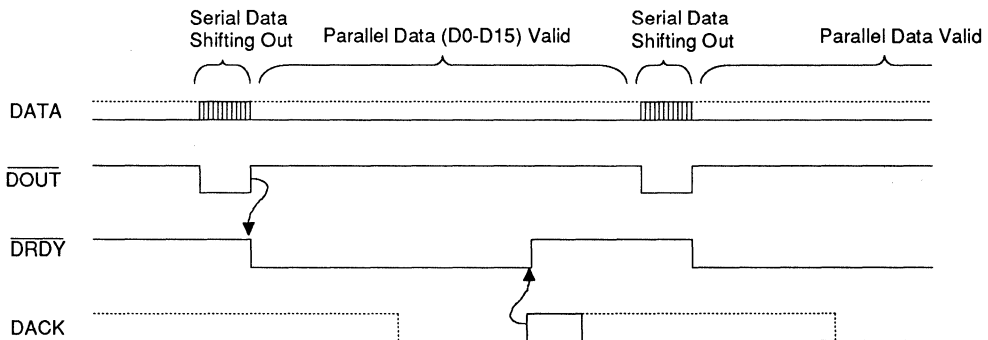 Serial Data
Shifting Out
Parallel Data (D0-D15) Valid
Serial Data
Shifting Out
Parallel Data Valid
DATA
DOUT
DRDY
DACK